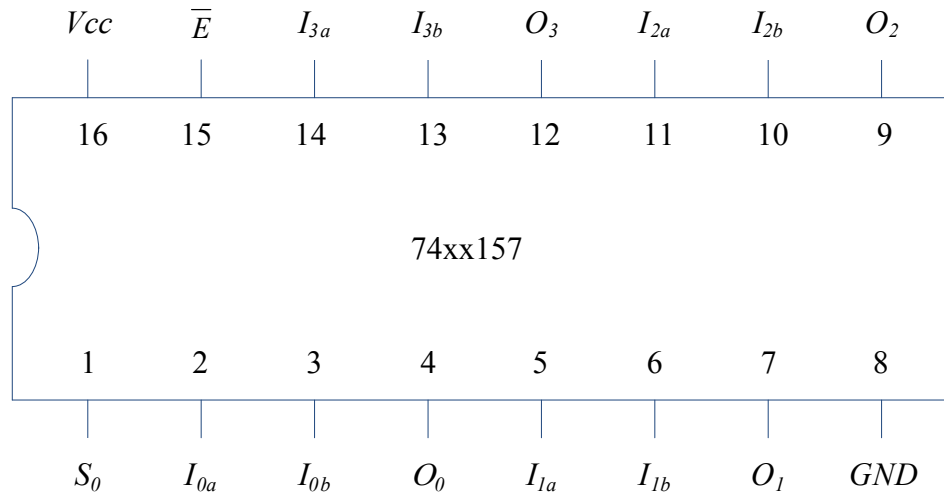 Vcc E̅ I3a I3b O3 I2a I2b O2
16 15 14 13 12 11 10 9
74xx157
1 2 3 4 5 6 7 8
S0 I0a I0b O0 I1a I1b O1 GND